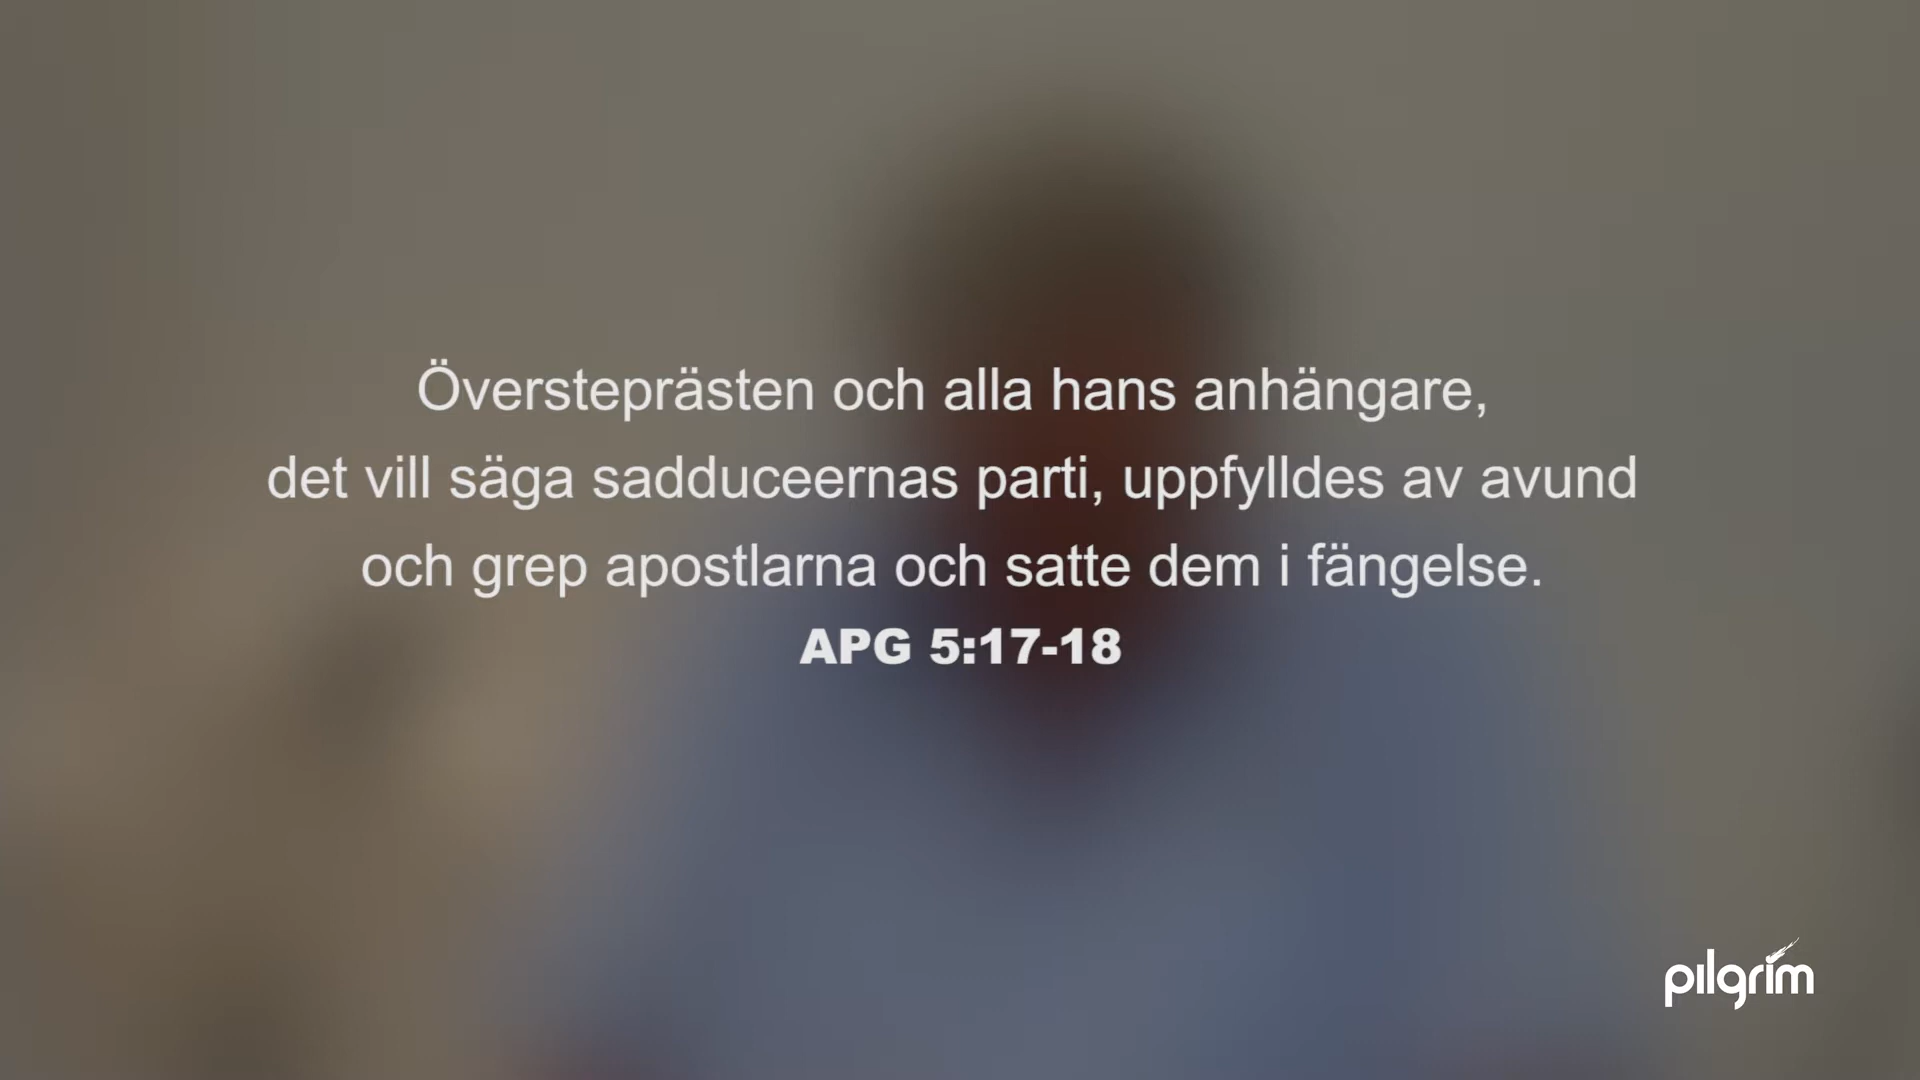 Översteprästen och alla hans anhängare,
det vill säga sadduceernas parti, uppfylldes av avund
och grep apostlarna och satte dem i fängelse.
APG 5:17-18
pilgrim